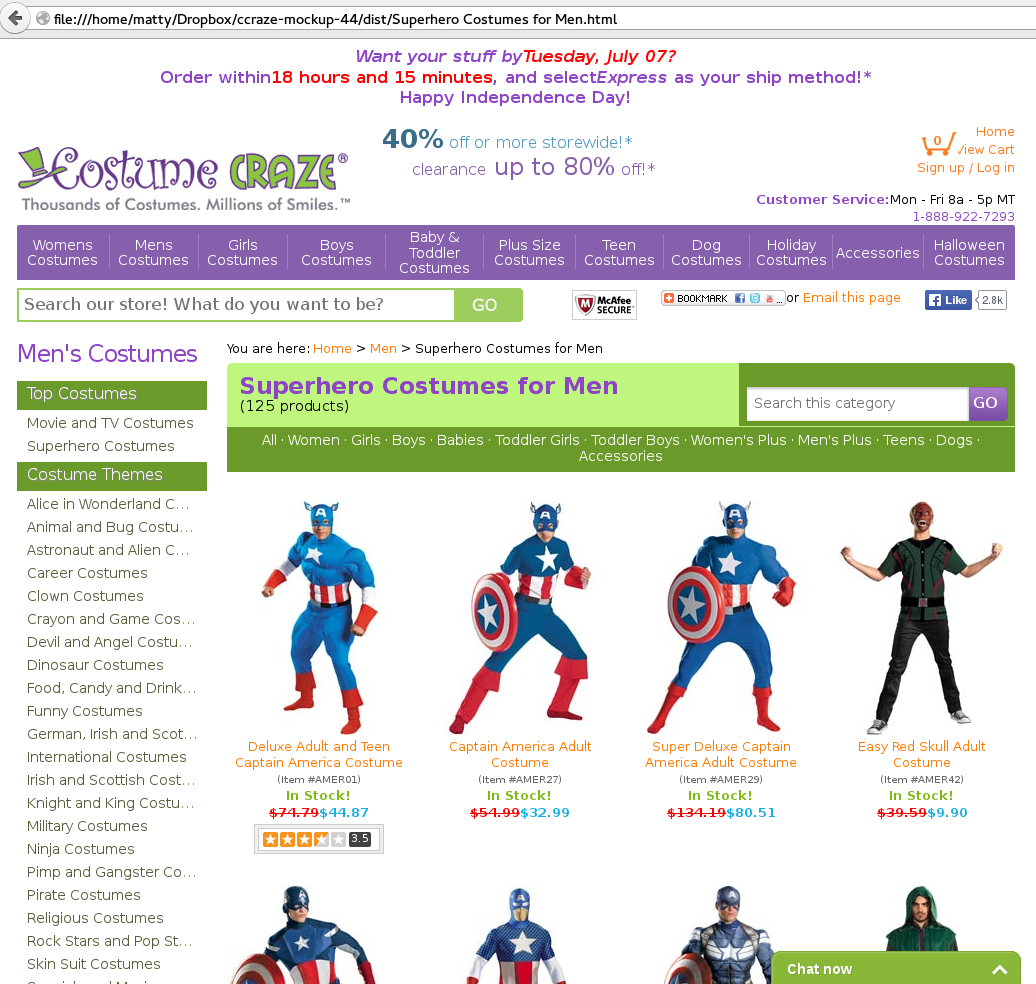 file:///home/matty/Dropbox/ccraze-mockup-44/dist/Superhero Costumes for Men.html
Want your stuff byTuesday, July 07?
Order within18 hours and 15 minutes, and selectExpress as your ship method!*
Happy Independence Day!
Costume CRAZE®
Thousands of Costumes. Millions of Smiles.™
40% off or more storewide!*
clearance up to 80% off!*
0
Home
View Cart
Sign up / Log in
Customer Service:Mon - Fri 8a - 5p MT
1-888-922-7293
Womens Costumes
Mens Costumes
Girls Costumes
Boys Costumes
Baby & Toddler Costumes
Plus Size Costumes
Teen Costumes
Dog Costumes
Holiday Costumes
Accessories
Halloween Costumes
Search our store! What do you want to be?
GO
McAfee SECURE™
BOOKMARK
or Email this page
Like
2.8k
Men's Costumes
Top Costumes
Movie and TV Costumes
Superhero Costumes
Costume Themes
Alice in Wonderland C...
Animal and Bug Costu...
Astronaut and Alien C...
Career Costumes
Clown Costumes
Crayon and Game Cos...
Devil and Angel Costu...
Dinosaur Costumes
Food, Candy and Drink...
Funny Costumes
German, Irish and Scot...
International Costumes
Irish and Scottish Cost...
Knight and King Costu...
Military Costumes
Ninja Costumes
Pimp and Gangster Co...
Pirate Costumes
Religious Costumes
Rock Stars and Pop St...
Skin Suit Costumes
You are here: Home > Men > Superhero Costumes for Men
Superhero Costumes for Men
(125 products)
Search this category
GO
All · Women · Girls · Boys · Babies · Toddler Girls · Toddler Boys · Women's Plus · Men's Plus · Teens · Dogs ·
Accessories
Deluxe Adult and Teen
Captain America Costume
(Item #AMER01)
In Stock!
$74.79$44.87
3.5
Captain America Adult
Costume
(Item #AMER27)
In Stock!
$54.99$32.99
Super Deluxe Captain
America Adult Costume
(Item #AMER29)
In Stock!
$134.19$80.51
Easy Red Skull Adult
Costume
(Item #AMER42)
In Stock!
$39.59$9.90
Chat now